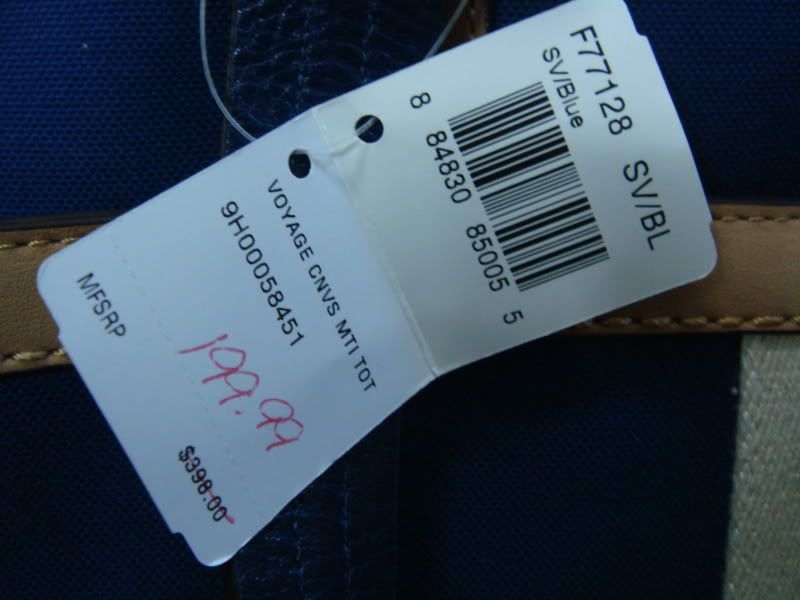 F77128 SV/BL
SV/Blue
8 84830 85005 5
VOYAGE CNVS MTI TOT
9H00058451
199.99
MFSRP
$398.00